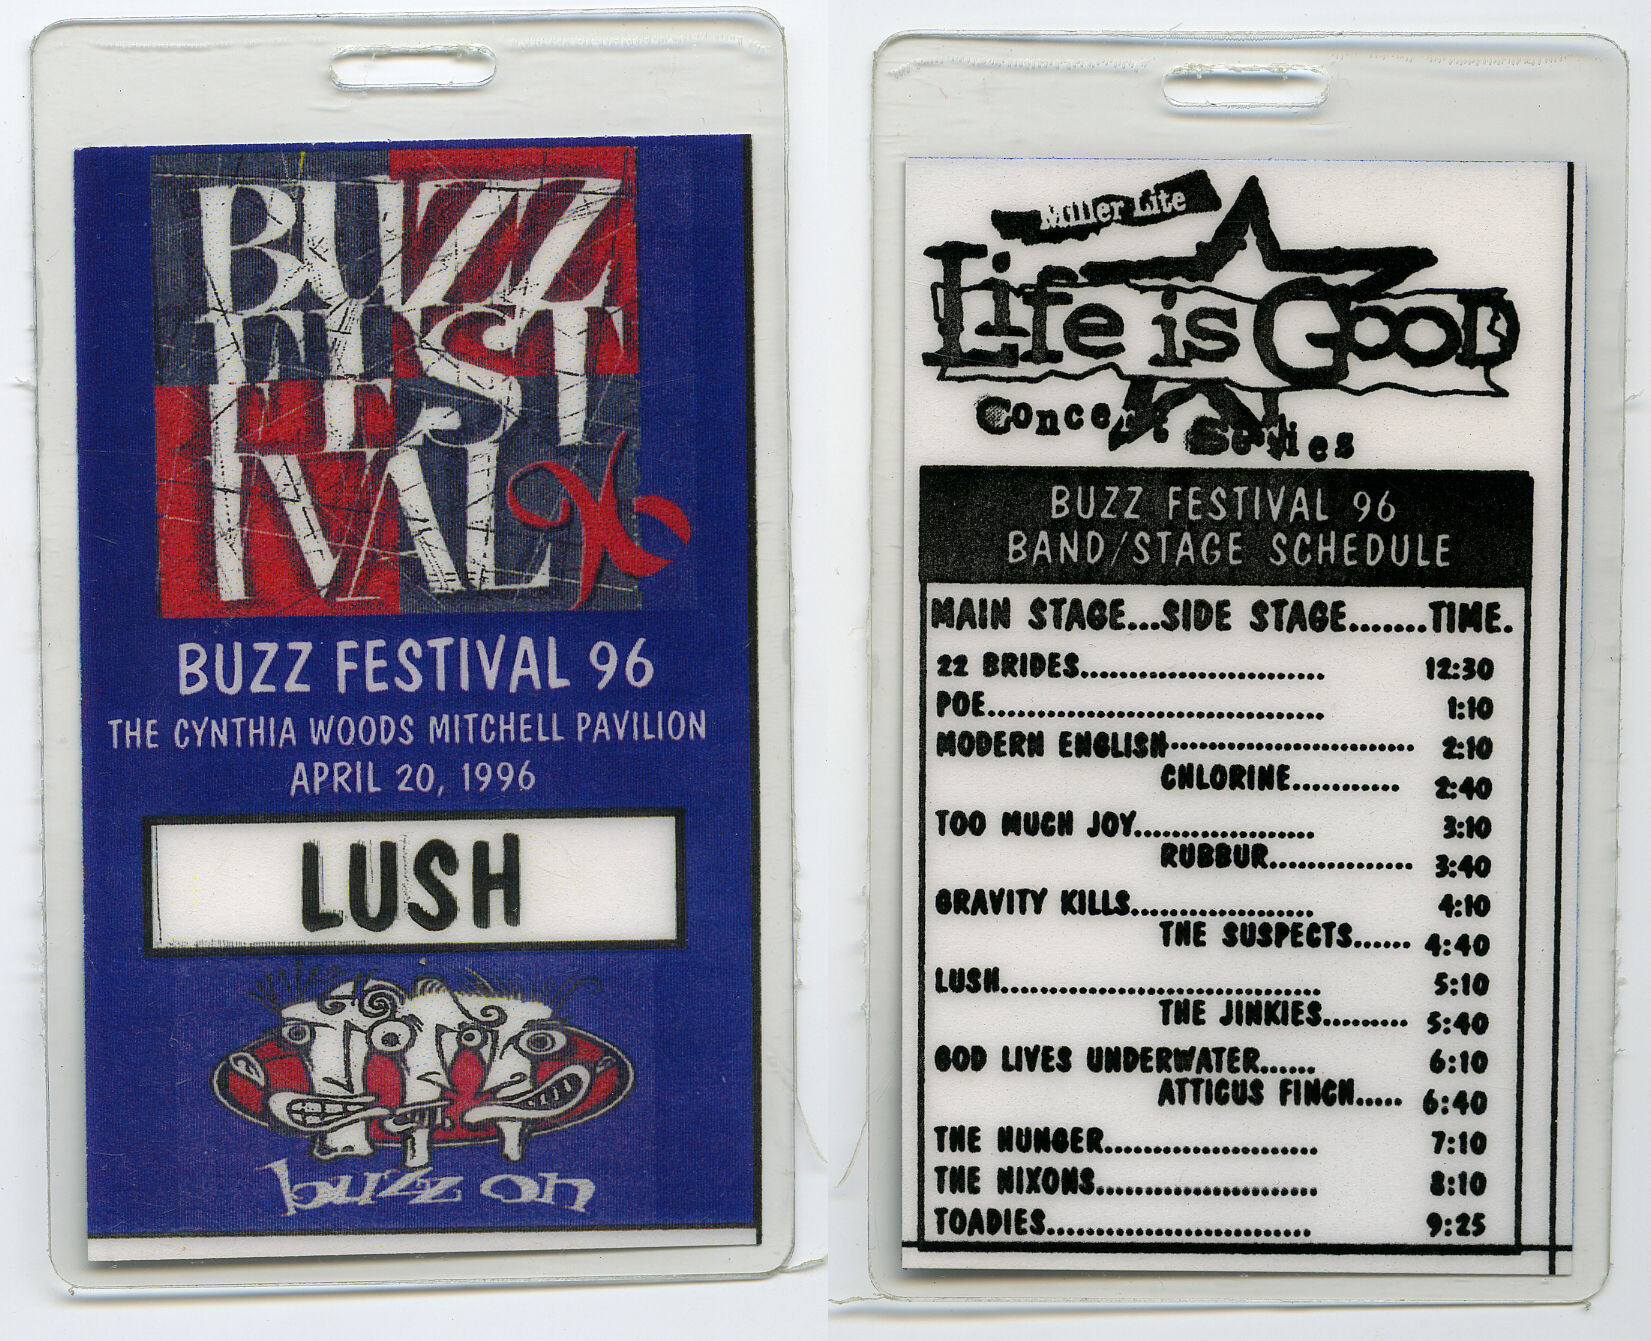 BUZZ
FEST
IVAL
96
BUZZ FESTIVAL 96
THE CYNTHIA WOODS MITCHELL PAVILION
APRIL 20, 1996
LUSH
buzz on
Miller Lite
Life is Good
Concert Series
BUZZ FESTIVAL 96
BAND/STAGE SCHEDULE
MAIN STAGE...SIDE STAGE.......TIME.
22 BRIDES......................... 12:30
POE................................... 1:10
MODERN ENGLISH......................... 2:10
CHLORINE........... 2:40
TOO MUCH JOY................... 3:10
RUBBUR............... 3:40
GRAVITY KILLS................... 4:10
THE SUSPECTS...... 4:40
LUSH................................. 5:10
THE JINKIES......... 5:40
GOD LIVES UNDERWATER...... 6:10
ATTICUS FINCH..... 6:40
THE HUNGER...................... 7:10
THE NIXONS....................... 8:10
TOADIES........................... 9:25